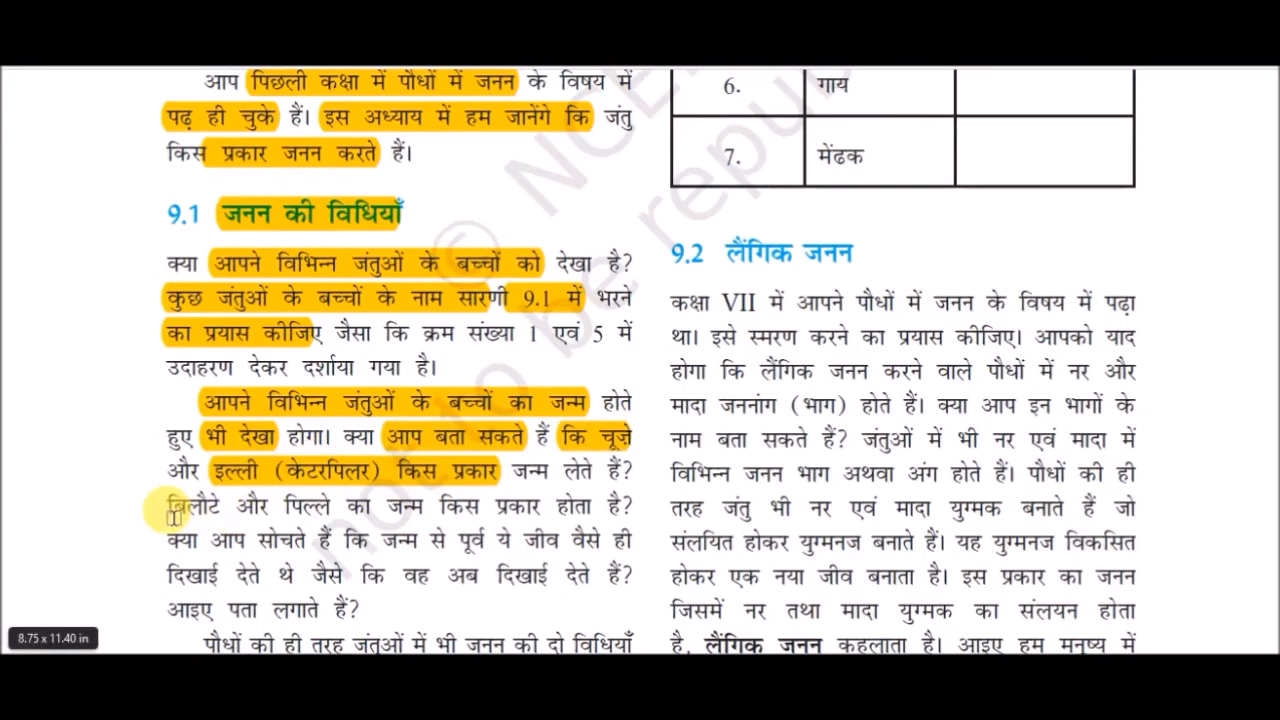 आप पिछली कक्षा में पौधों में जनन के विषय में
पढ़ ही चुके हैं। इस अध्याय में हम जानेंगे कि जंतु
किस प्रकार जनन करते हैं।
9.1 जनन की विधियाँ
क्या आपने विभिन्न जंतुओं के बच्चों को देखा है?
कुछ जंतुओं के बच्चों के नाम सारणी 9.1 में भरने
का प्रयास कीजिए जैसा कि क्रम संख्या 1 एवं 5 में
उदाहरण देकर दर्शाया गया है।
आपने विभिन्न जंतुओं के बच्चों का जन्म होते
हुए भी देखा होगा। क्या आप बता सकते हैं कि चूज़े
और इल्ली (केटरपिलर) किस प्रकार जन्म लेते हैं?
बिलौटे और पिल्ले का जन्म किस प्रकार होता है?
क्या आप सोचते हैं कि जन्म से पूर्व ये जीव वैसे ही
दिखाई देते थे जैसे कि वह अब दिखाई देते हैं?
आइए पता लगाते हैं?
पौधों की ही तरह जंतुओं में भी जनन की दो विधियाँ
6. गाय
7. मेंढक
9.2 लैंगिक जनन
कक्षा VII में आपने पौधों में जनन के विषय में पढ़ा
था। इसे स्मरण करने का प्रयास कीजिए। आपको याद
होगा कि लैंगिक जनन करने वाले पौधों में नर और
मादा जननांग (भाग) होते हैं। क्या आप इन भागों के
नाम बता सकते हैं? जंतुओं में भी नर एवं मादा में
विभिन्न जनन भाग अथवा अंग होते हैं। पौधों की ही
तरह जंतु भी नर एवं मादा युग्मक बनाते हैं जो
संलयित होकर युग्मनज बनाते हैं। यह युग्मनज विकसित
होकर एक नया जीव बनाता है। इस प्रकार का जनन
जिसमें नर तथा मादा युग्मक का संलयन होता
है, लैंगिक जनन कहलाता है। आइए हम मनुष्य में
8.75 x 11.40 in